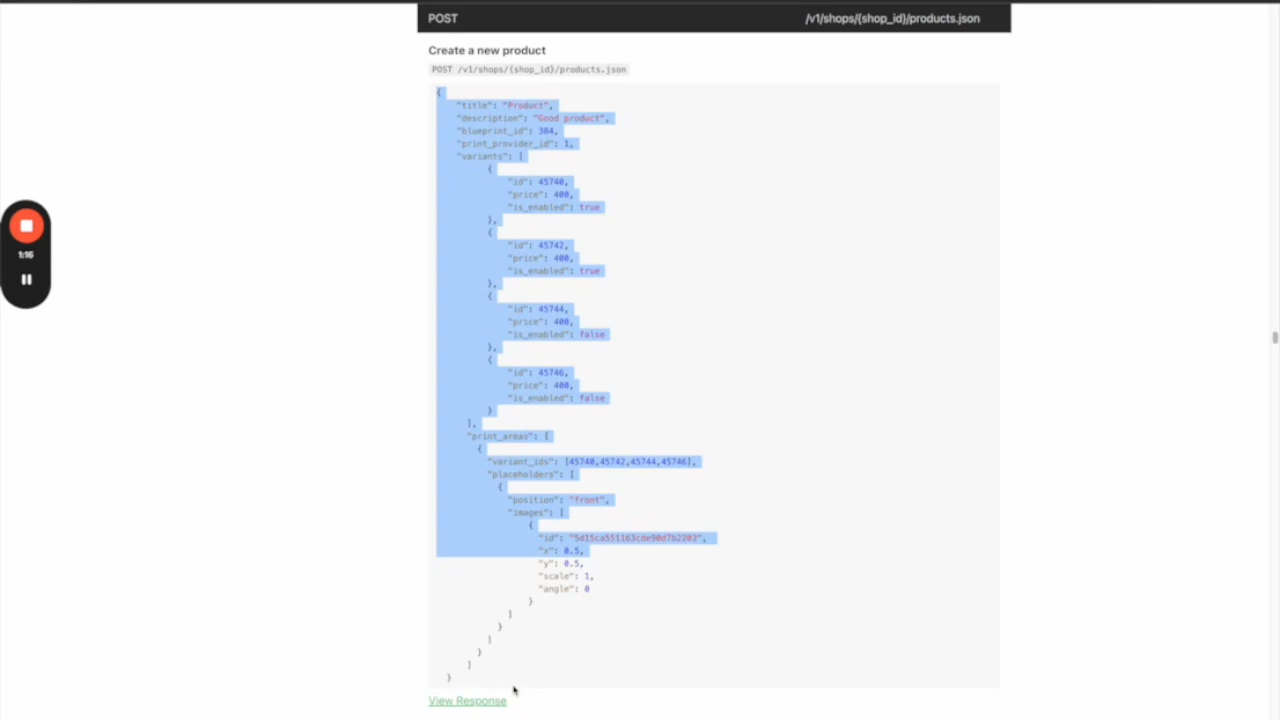 POST /v1/shops/{shop_id}/products.json
Create a new product
POST /v1/shops/{shop_id}/products.json
{
"title": "Product",
"description": "Good product",
"blueprint_id": 384,
"print_provider_id": 1,
"variants": [
{
"id": 45740,
"price": 400,
"is_enabled": true
},
{
"id": 45742,
"price": 400,
"is_enabled": true
},
{
"id": 45744,
"price": 400,
"is_enabled": false
},
{
"id": 45746,
"price": 400,
"is_enabled": false
}
],
"print_areas": [
{
"variant_ids": [45740,45742,45744,45746],
"placeholders": [
{
"position": "front",
"images": [
{
"id": "5d15ca551163cde90d7b2203",
"x": 0.5,
"y": 0.5,
"scale": 1,
"angle": 0
}
]
}
]
}
]
}
View Response
1:16